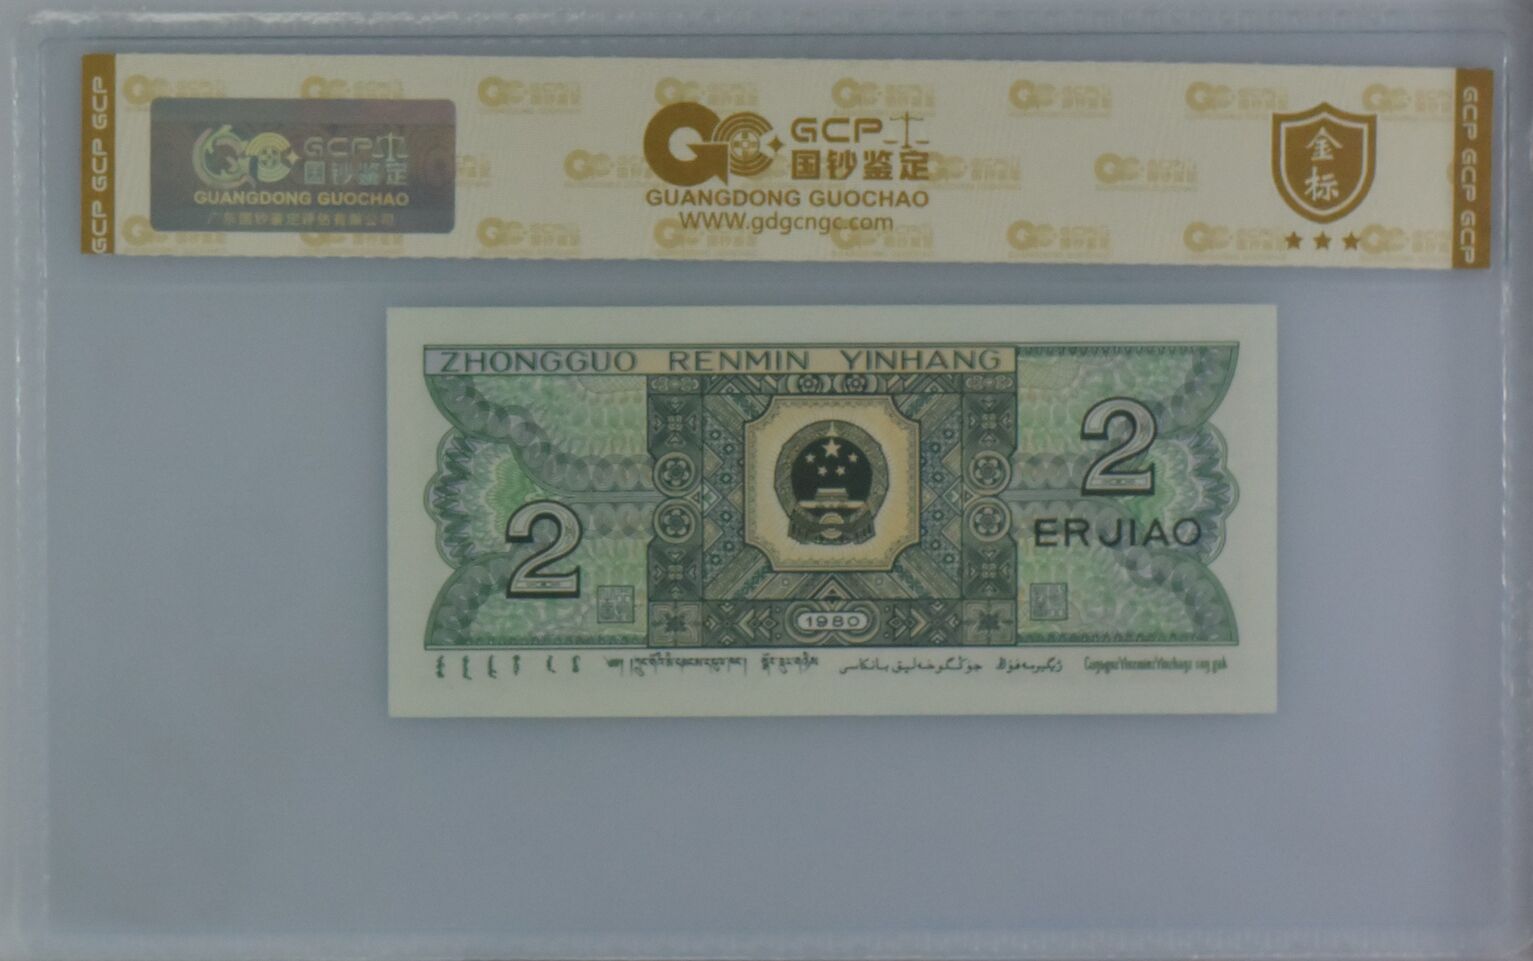 GCP GCP GCP
GCP 国钞鉴定
GUANGDONG GUOCHAO
广东国钞鉴定评估有限公司
GCP
国钞鉴定
GUANGDONG GUOCHAO
WWW.gdgcngc.com
金标
GCP GCP GCP
ZHONGGUO RENMIN YINHANG
2
ERJIAO
2
1980